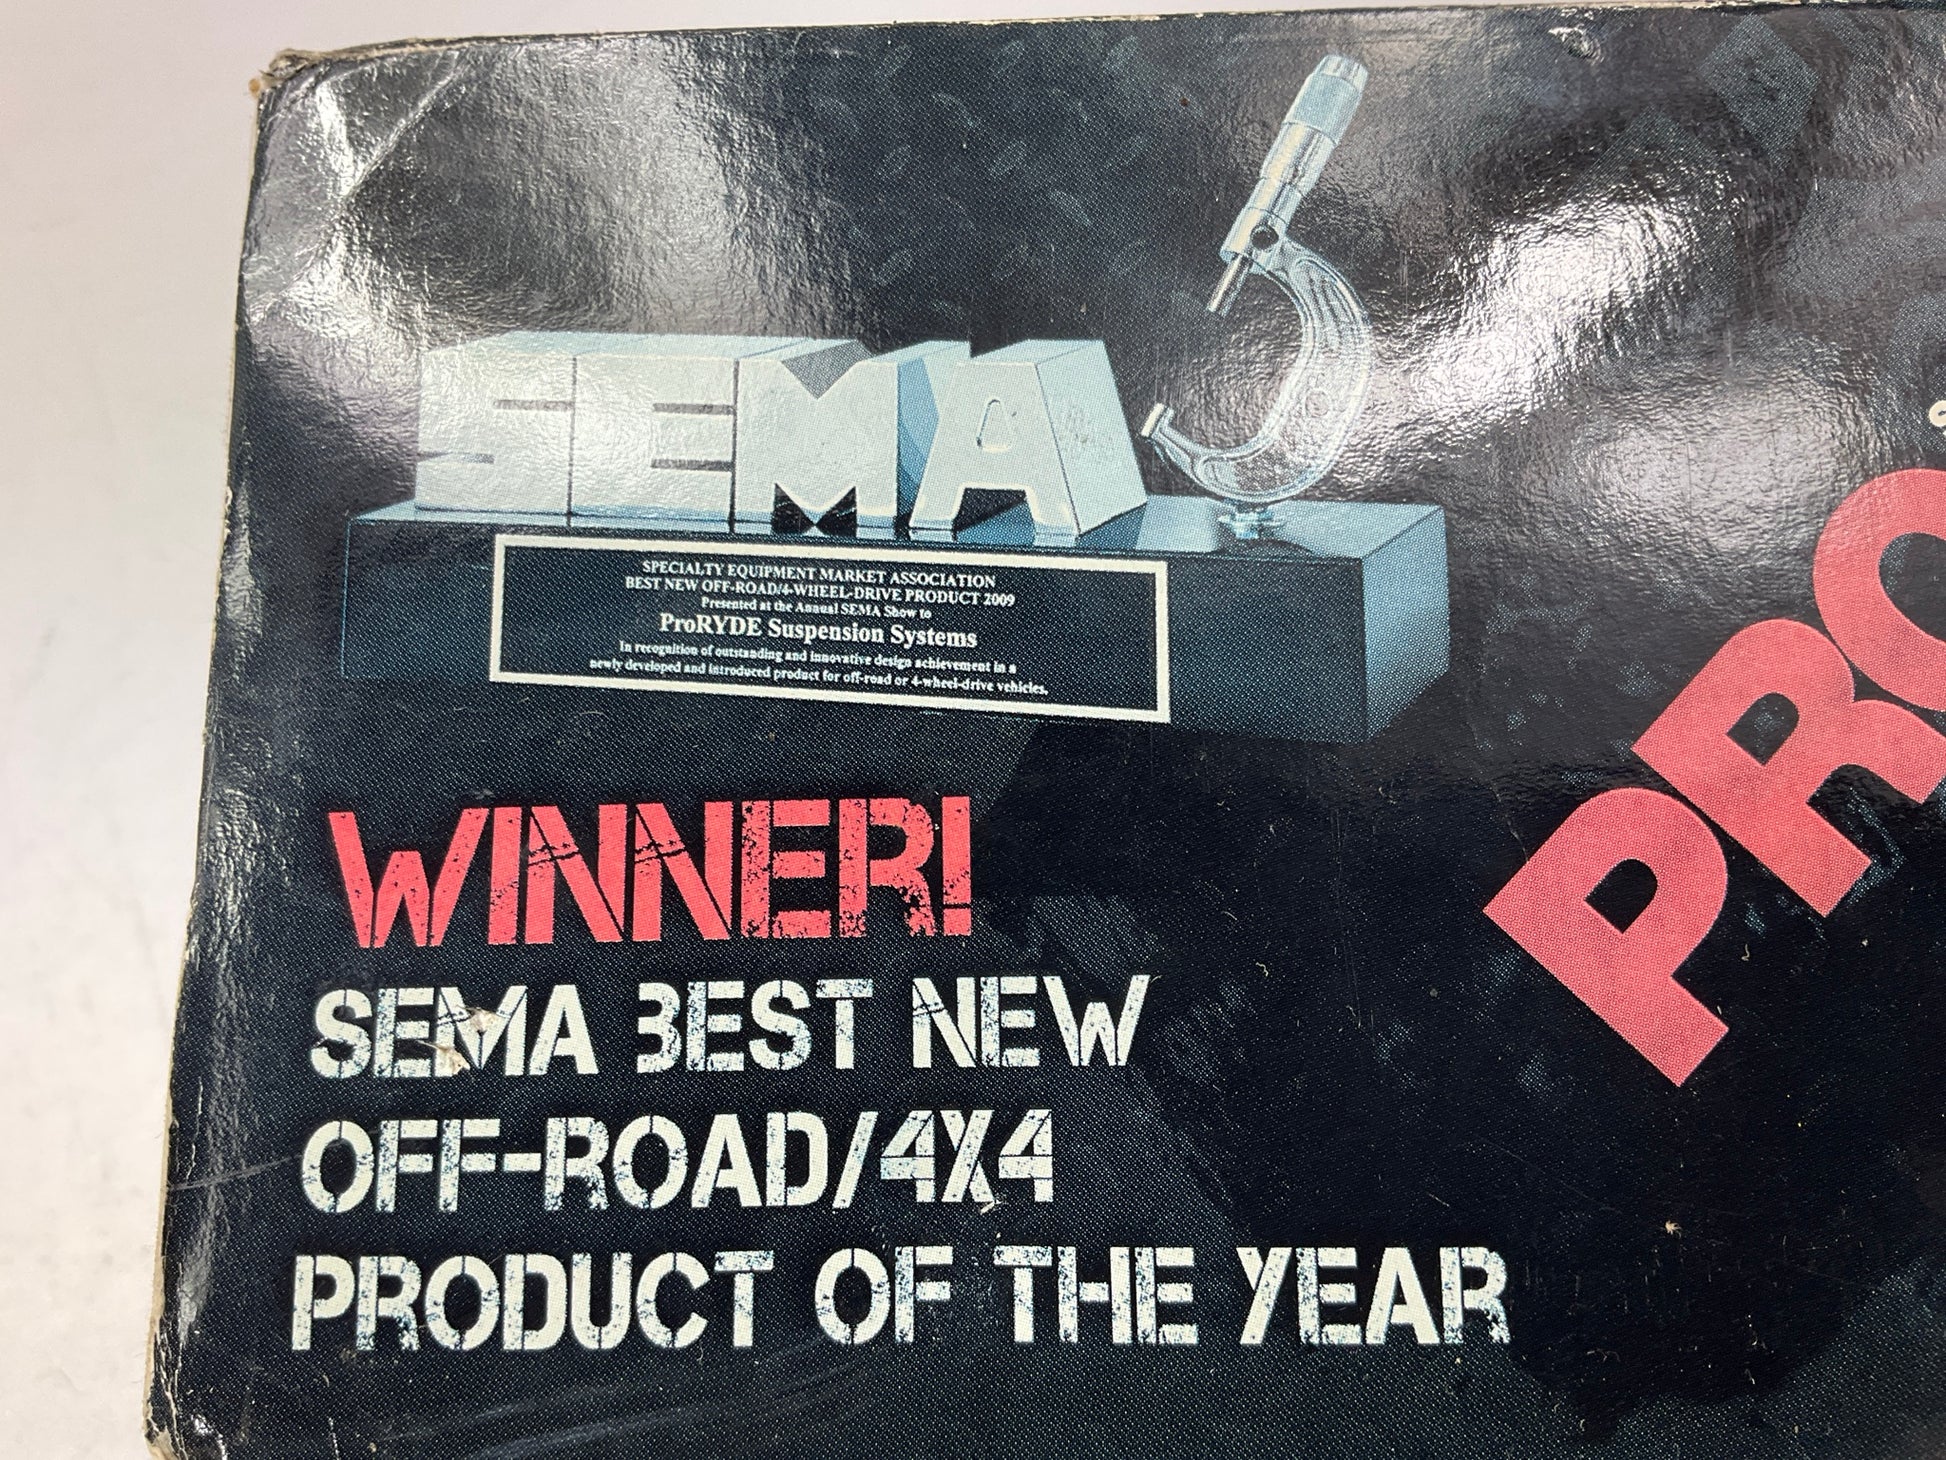 SEMA
SPECIALTY EQUIPMENT MARKET ASSOCIATION
BEST NEW OFF-ROAD/4-WHEEL-DRIVE PRODUCT 2009
Presented at the Annual SEMA Show to
ProRYDE Suspension Systems
In recognition of outstanding and innovative design achievement in a
newly developed and introduced product for off-road or 4-wheel-drive vehicles.
WINNER!
SEMA BEST NEW
OFF-ROAD/4X4
PRODUCT OF THE YEAR
PRO